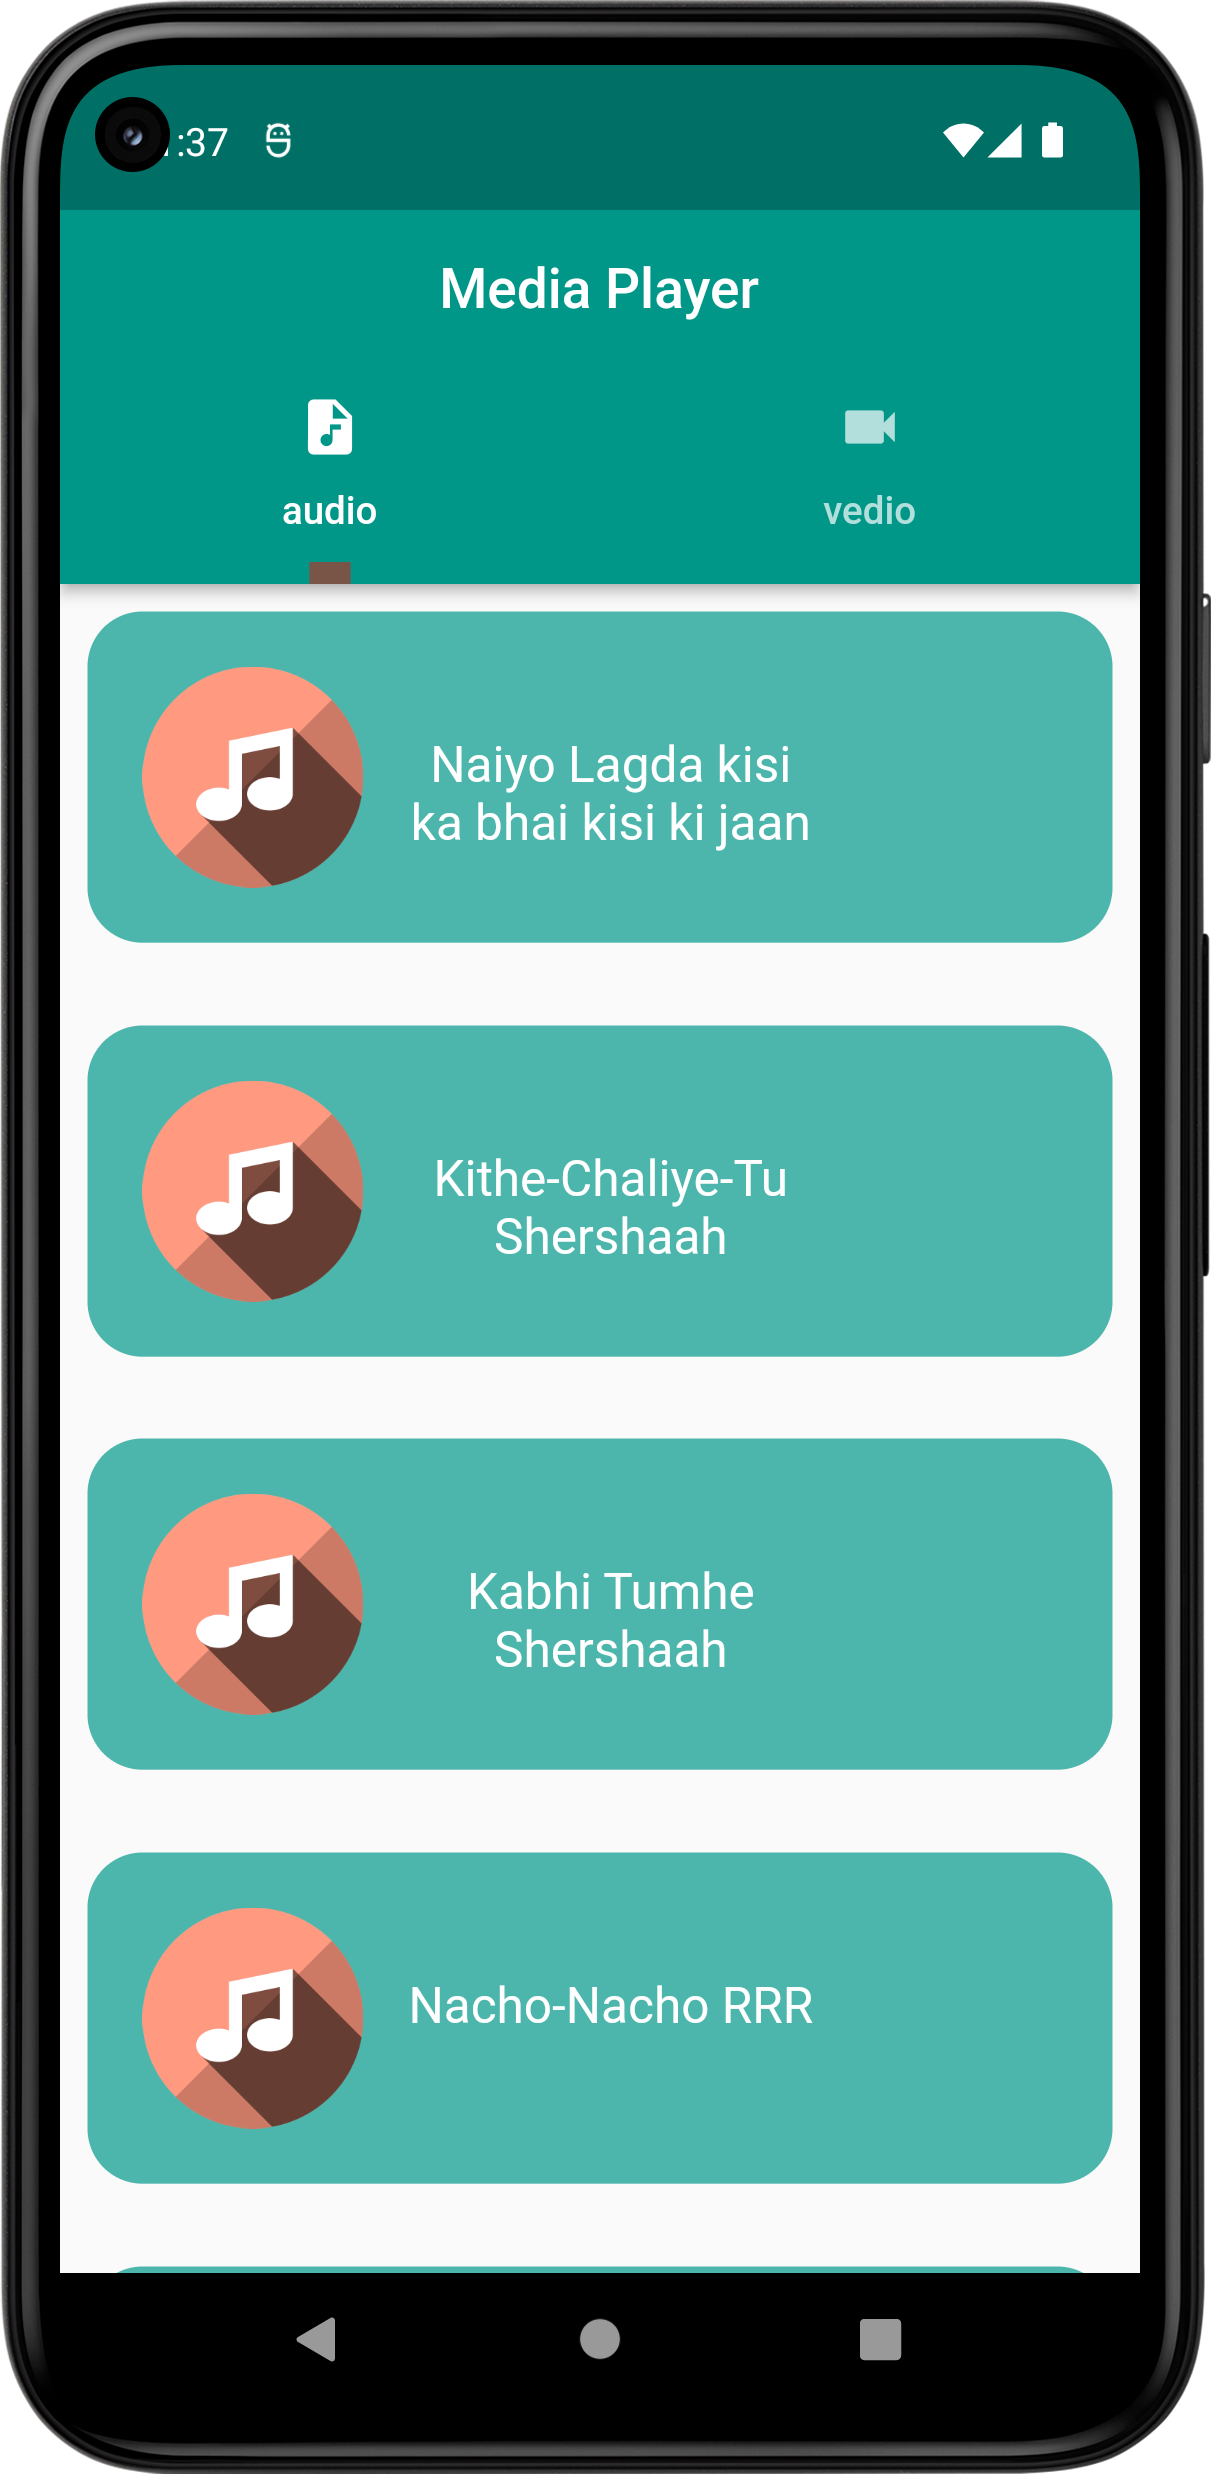 :37
Media Player
audio
vedio
Naiyo Lagda kisi
ka bhai kisi ki jaan
Kithe-Chaliye-Tu
Shershaah
Kabhi Tumhe
Shershaah
Nacho-Nacho RRR